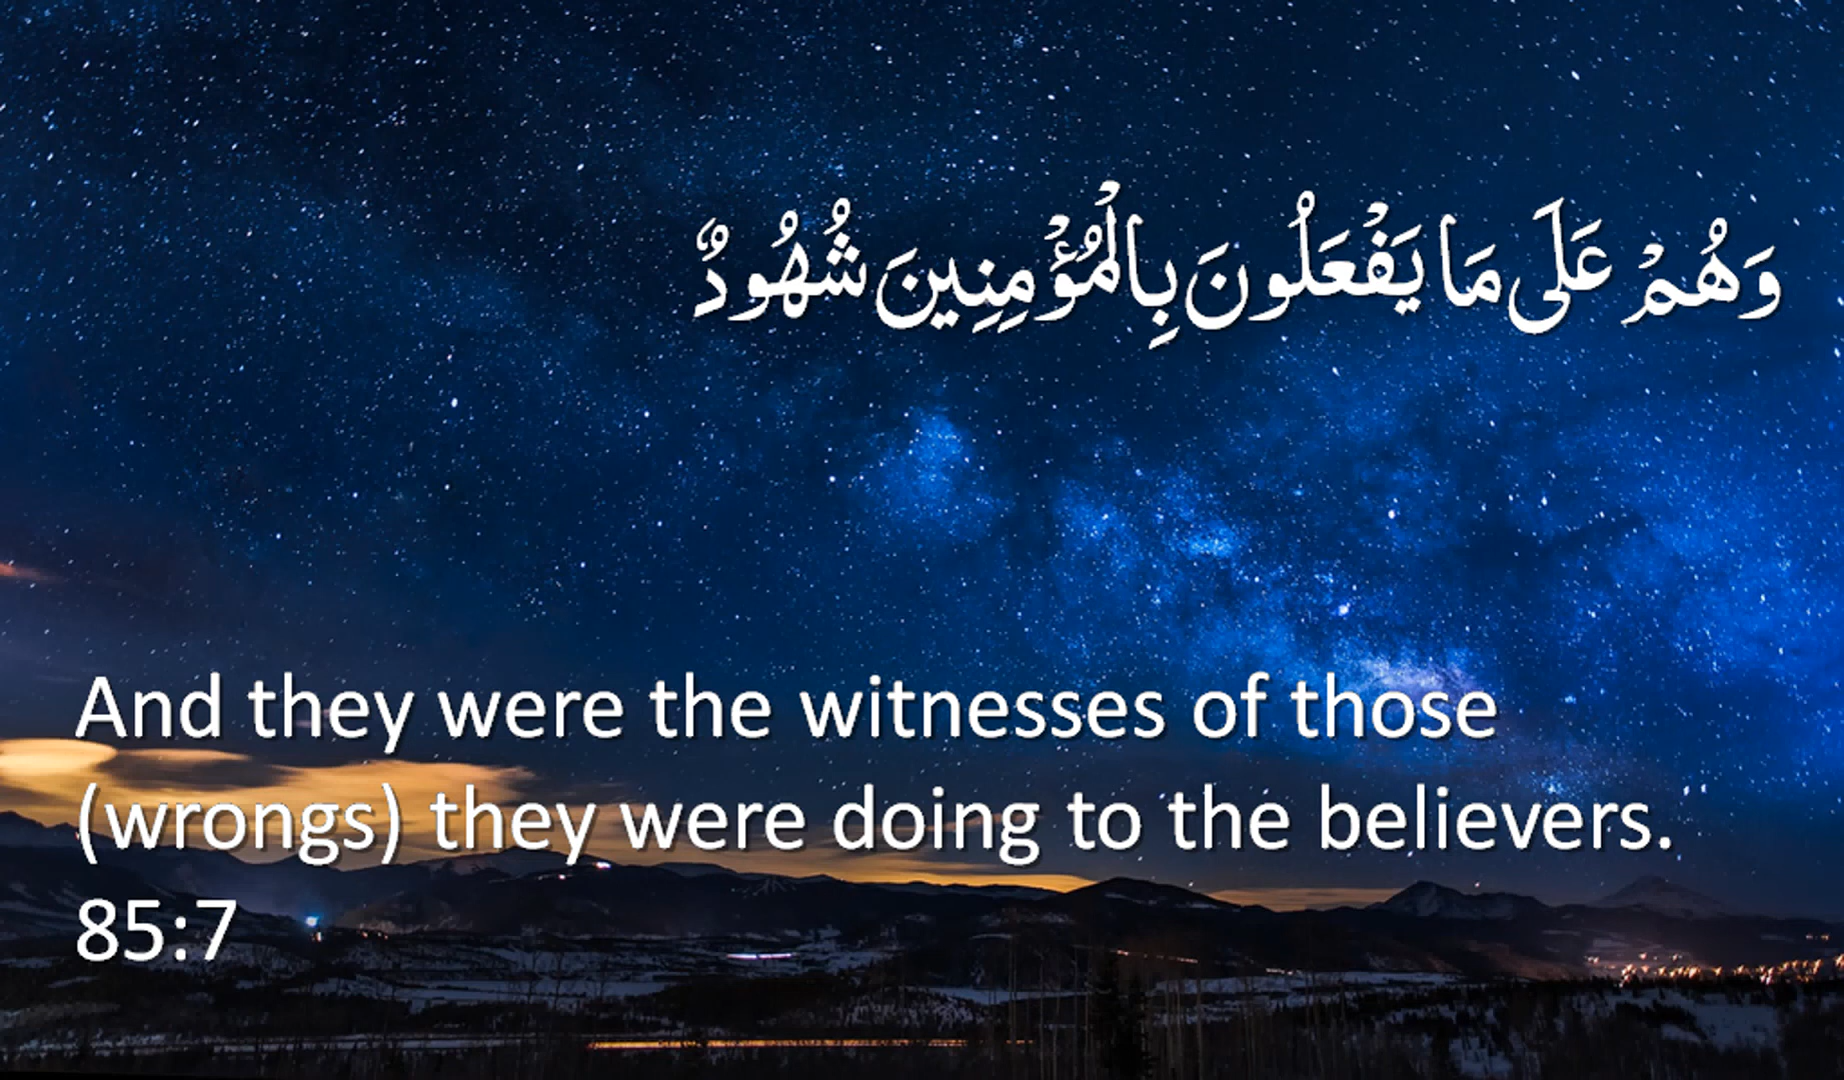 وَهُمْ عَلَى مَا يَفْعَلُونَ بِالْمُؤْمِنِينَ شُهُودٌ
And they were the witnesses of those
(wrongs) they were doing to the believers.
85:7